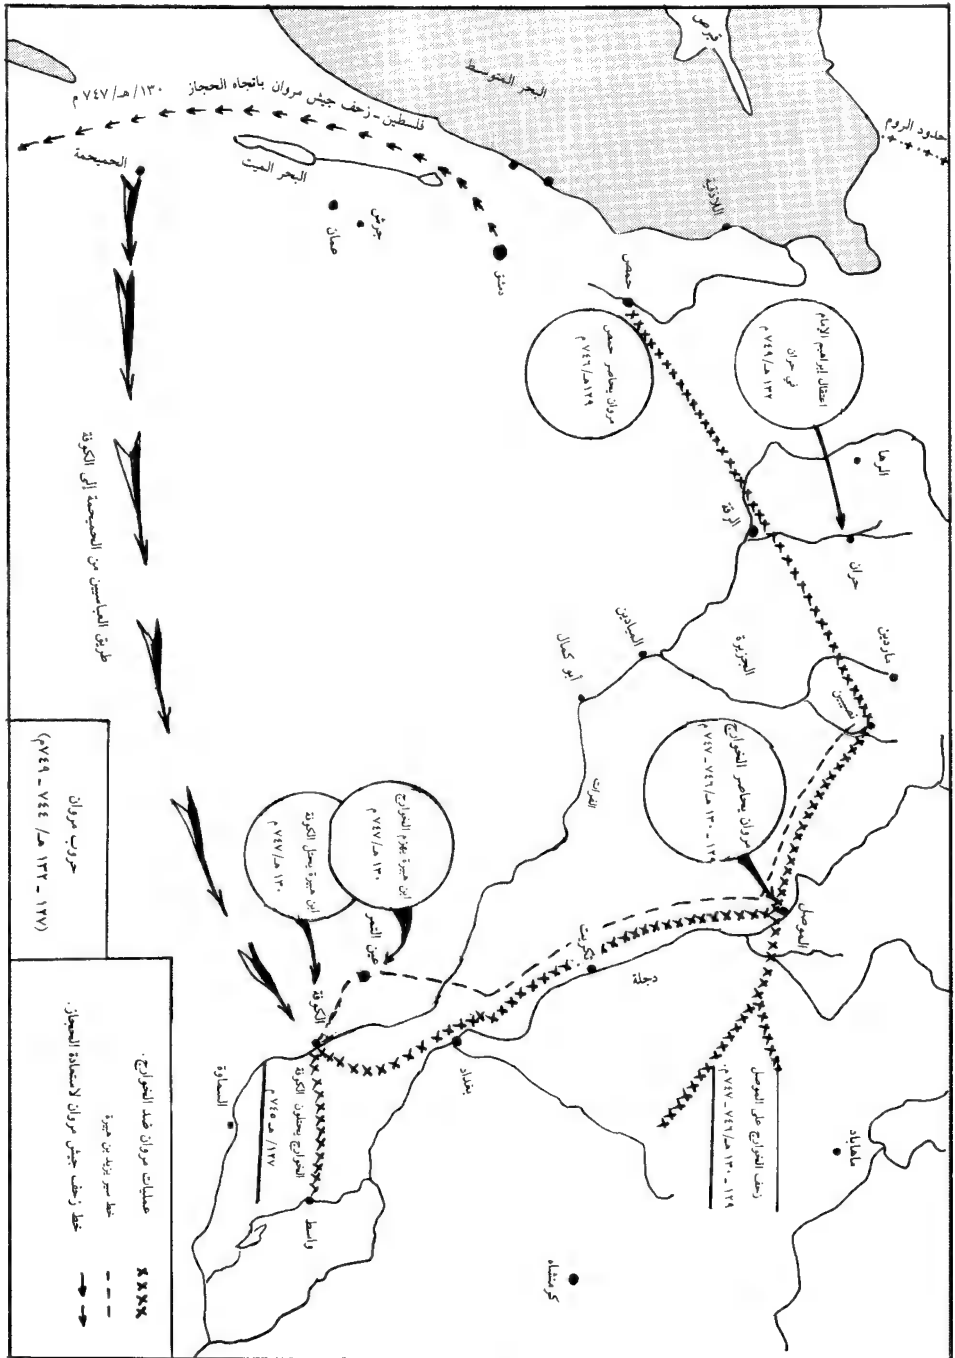 حروب مروان
(١٢٧ - ١٣٢ هـ/ ٧٤٤ - ٧٤٩م)
عمليات مروان ضد الخوارج.
خط سير يزيد بن هبيرة
خط زحف جيش مروان لاستعادة الحجاز.
حدود الروم
قبرص
البحر المتوسط
اللاذقية
فلسطين - زحف جيش مروان باتجاه الحجاز ١٣٠/هـ/٧٤٧ م
البحر الميت
الحميمة
جرش
عمان
دمشق
حمص
اعتقال إبراهيم الإمام
في حران
١٣٢ هـ/٧٤٩ م
مروان يحاصر حمص
١٢٩هـ/٧٤٦ م
الرها
حران
الرقة
ماردين
نصيبين
الجزيرة
الميادين
أبو كمال
الفرات
طريق العباسيين من الحميمة إلى الكوفة
مروان يحاصر الخوارج
١٢٩ - ١٣٠ هـ/٧٤٦ - ٧٤٧ م
ابن هبيرة يهزم الخوارج
١٣٠ هـ/٧٤٧ م
ابن هبيرة يحتل الكوفة
١٣٠ هـ/٧٤٧ م
الموصل
تكريت
دجلة
عين التمر
الكوفة
بغداد
السماوة
الخوارج يحتلون الكوفة
١٢٧/ هـ ٧٤٥ م
واسط
زحف الخوارج على الموصل
١٢٩ - ١٣٠ هـ/٧٤٦ - ٧٤٧ م.
ماهاباد
كرمنشاه